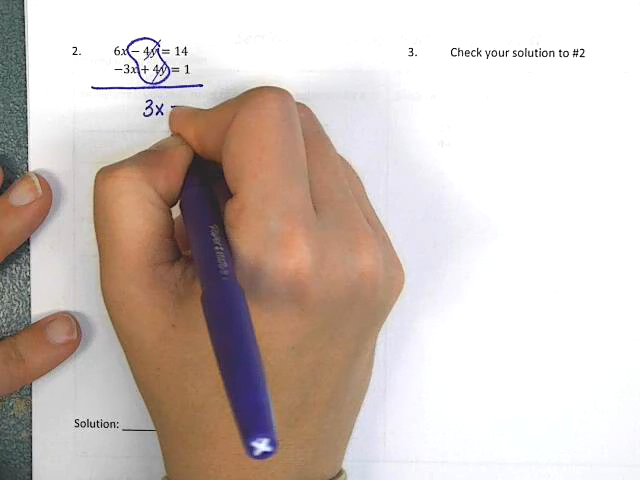 2. 6x − 4y = 14
−3x + 4y = 1
3x
3. Check your solution to #2
Solution: